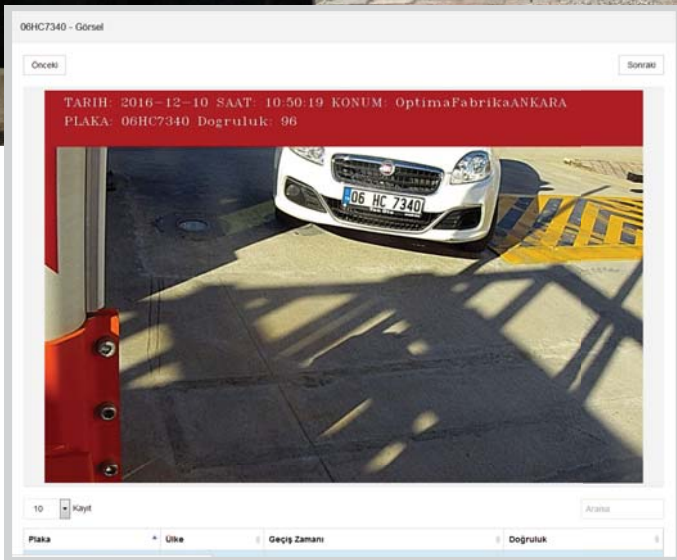 06HC7340 - Görsel
Önceki
Sonraki
TARIH: 2016-12-10 SAAT: 10:50:19 KONUM: OptimaFabrikaANKARA
PLAKA: 06HC7340 Dogruluk: 96
06 HC 7340
10 Kayıt
Arama:
Plaka Ülke Geçiş Zamanı Doğruluk